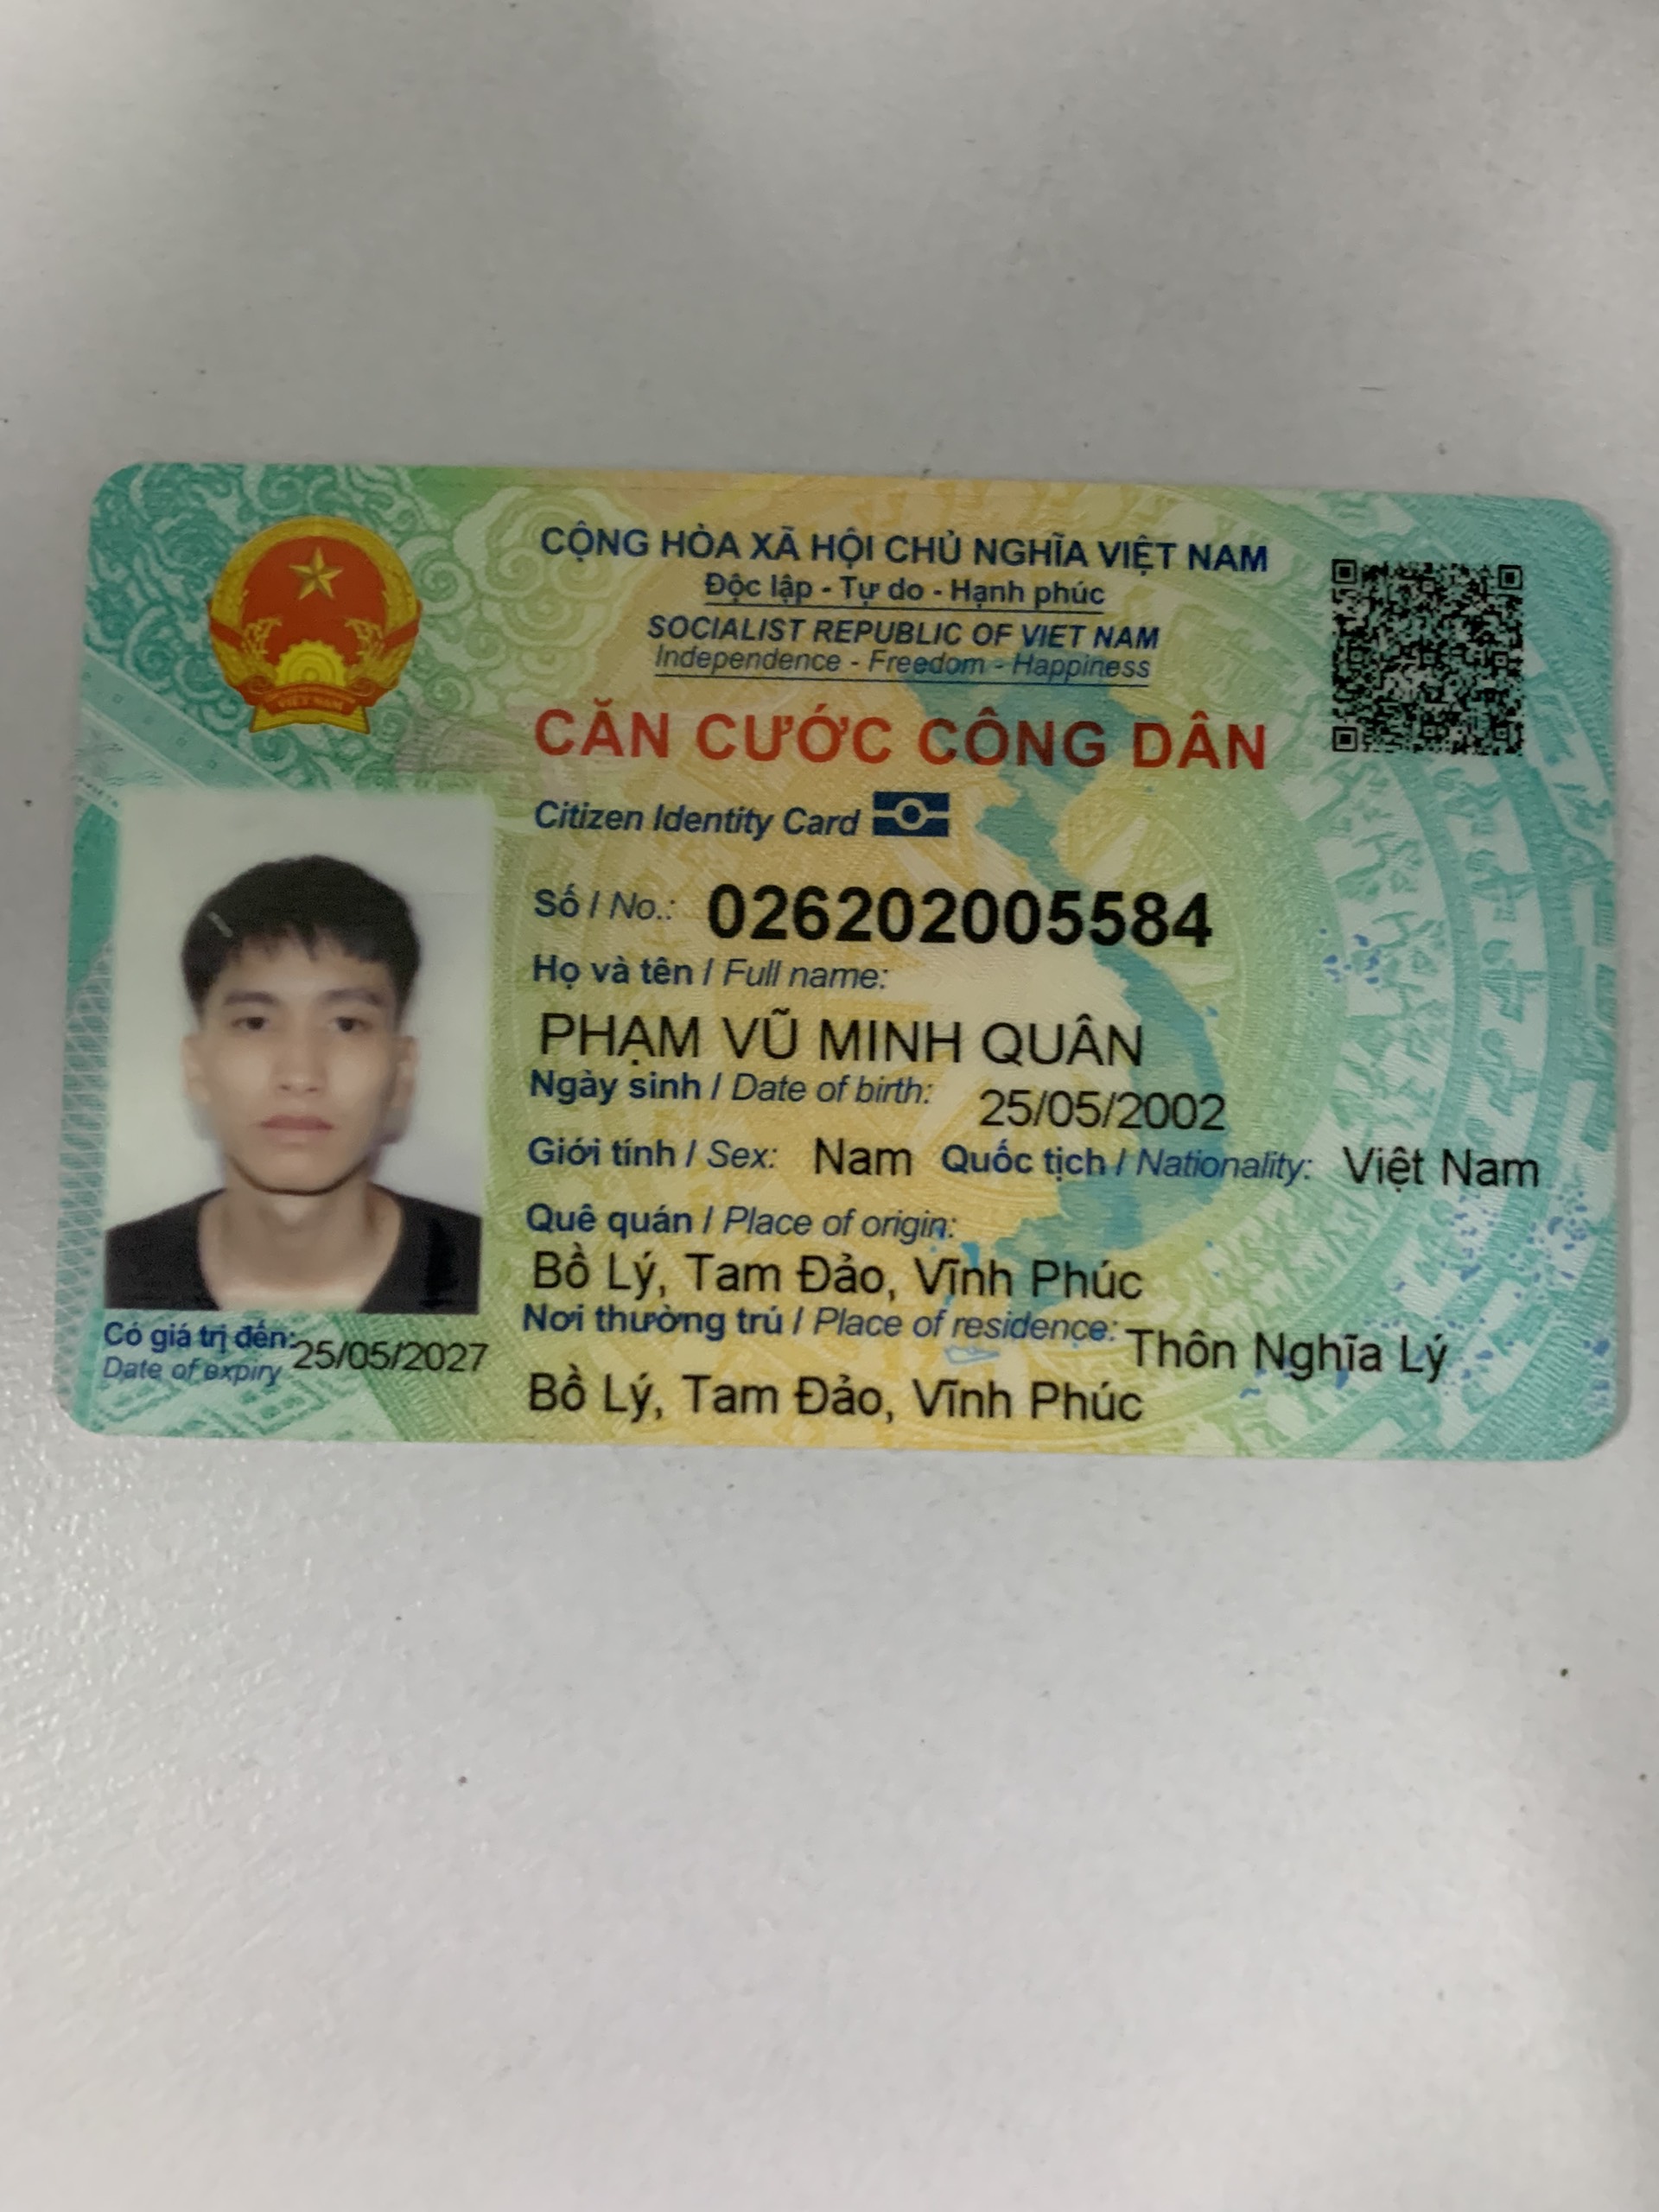 CỘNG HÒA XÃ HỘI CHỦ NGHĨA VIỆT NAM
Độc lập - Tự do - Hạnh phúc
SOCIALIST REPUBLIC OF VIET NAM
Independence - Freedom - Happiness
CĂN CƯỚC CÔNG DÂN
Citizen Identity Card
Số / No.: 026202005584
Họ và tên / Full name:
PHẠM VŨ MINH QUÂN
Ngày sinh / Date of birth: 25/05/2002
Giới tính / Sex: Nam Quốc tịch / Nationality: Việt Nam
Quê quán / Place of origin:
Bồ Lý, Tam Đảo, Vĩnh Phúc
Nơi thường trú / Place of residence: Thôn Nghĩa Lý
Bồ Lý, Tam Đảo, Vĩnh Phúc
Có giá trị đến: 25/05/2027
Date of expiry
VIỆT NAM